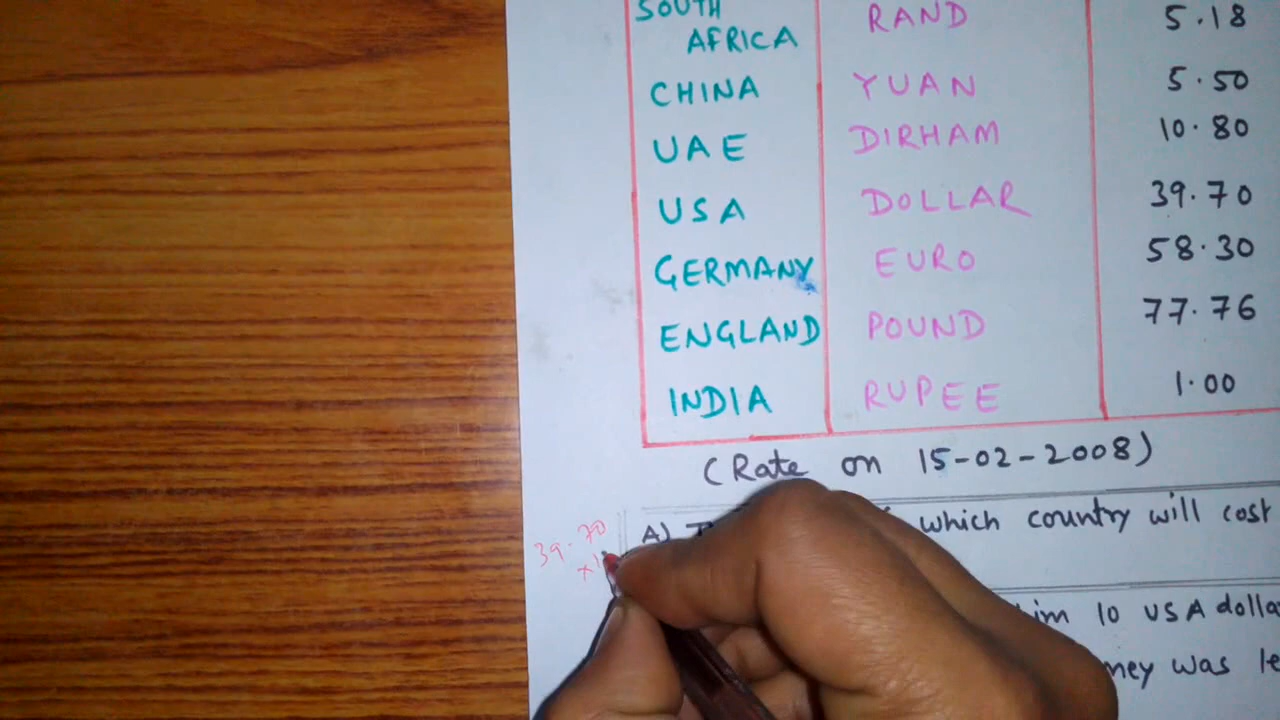 SOUTH AFRICA RAND 5.18
CHINA YUAN 5.50
UAE DIRHAM 10.80
USA DOLLAR 39.70
GERMANY EURO 58.30
ENGLAND POUND 77.76
INDIA RUPEE 1.00
(Rate on 15-02-2008)
A) which country will cost
39.70
×1
10 USA dolla
was le